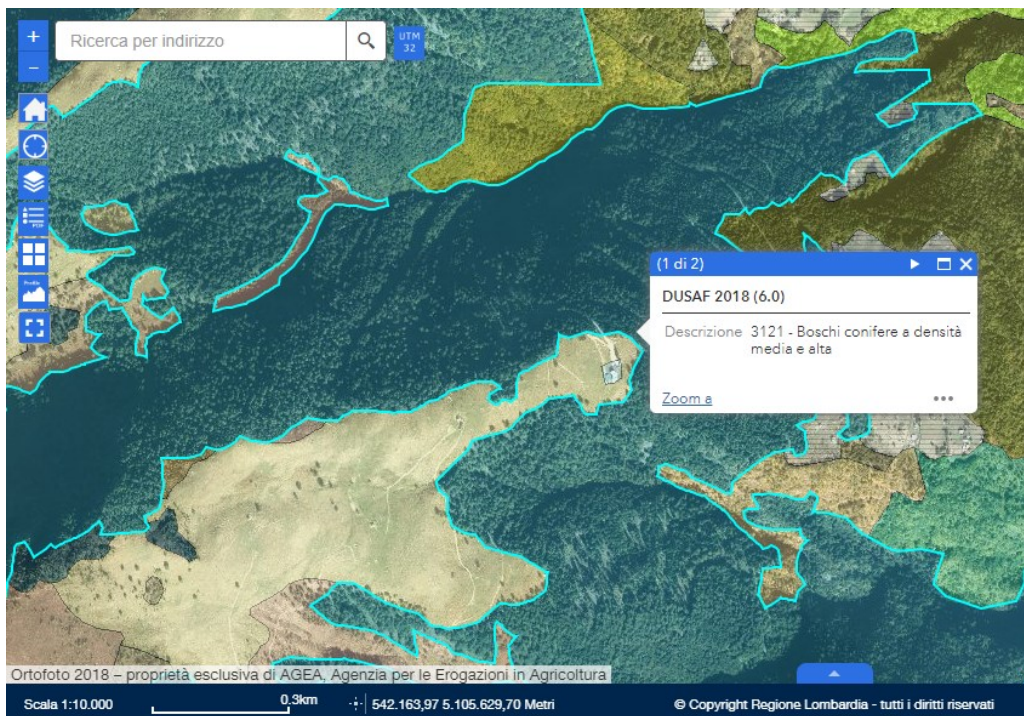 +
Ricerca per indirizzo
UTM
32
−
PDF
Profilo
(1 di 2)
DUSAF 2018 (6.0)
Descrizione 3121 - Boschi conifere a densità
media e alta
Zoom a
Ortofoto 2018 – proprietà esclusiva di AGEA, Agenzia per le Erogazioni in Agricoltura
Scala 1:10.000
0.3km
542.163,97 5.105.629,70 Metri
© Copyright Regione Lombardia - tutti i diritti riservati